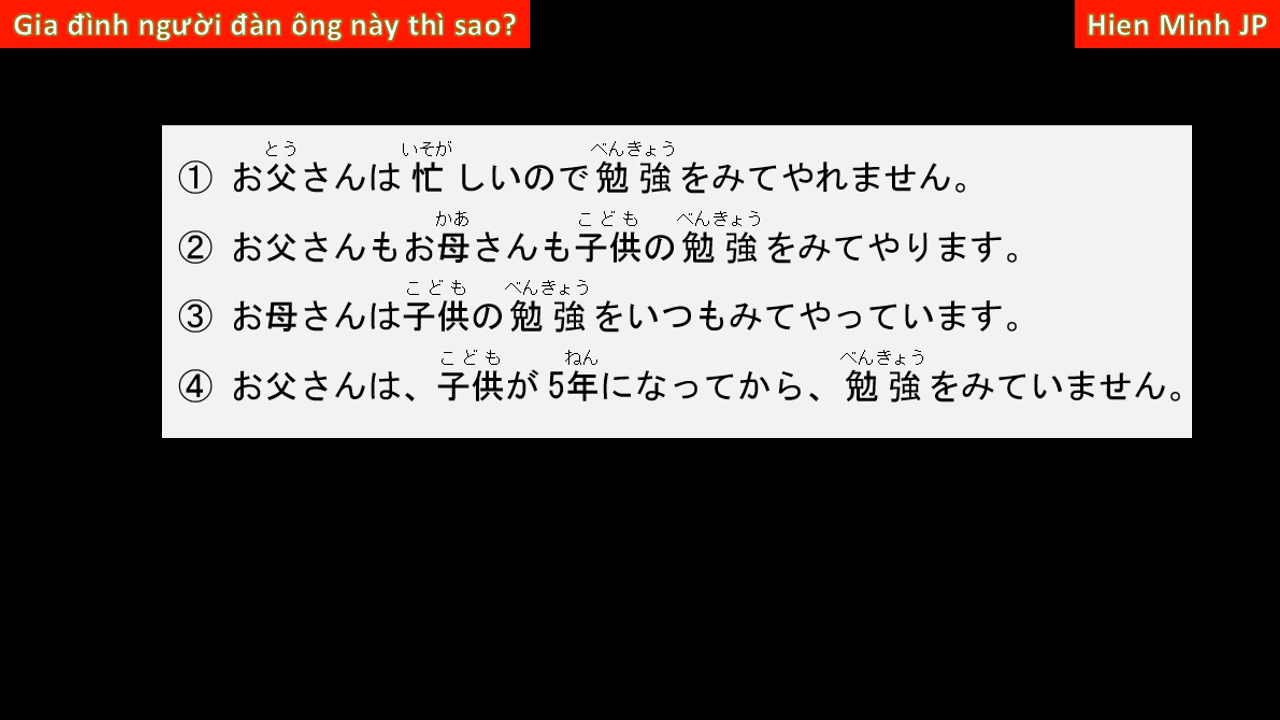 Gia đình người đàn ông này thì sao?
Hien Minh JP
とう いそが べんきょう
① お父さんは忙しいので勉強をみてやれません。
かあ こども べんきょう
② お父さんもお母さんも子供の勉強をみてやります。
こども べんきょう
③ お母さんは子供の勉強をいつもみてやっています。
こども ねん べんきょう
④ お父さんは、子供が5年になってから、勉強をみていません。